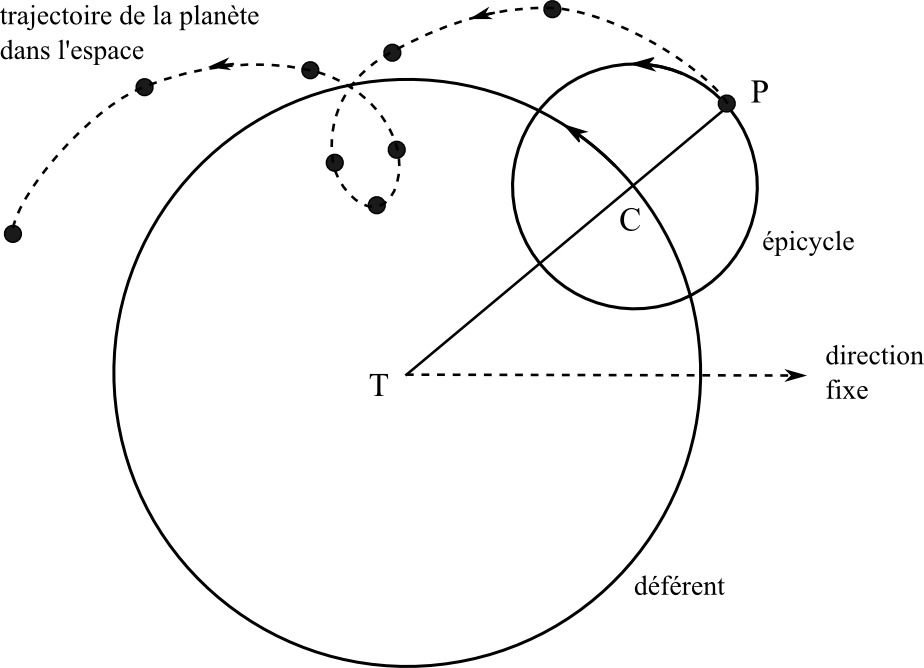 trajectoire de la planète
dans l'espace
P
C
épicycle
T
direction
fixe
déférent